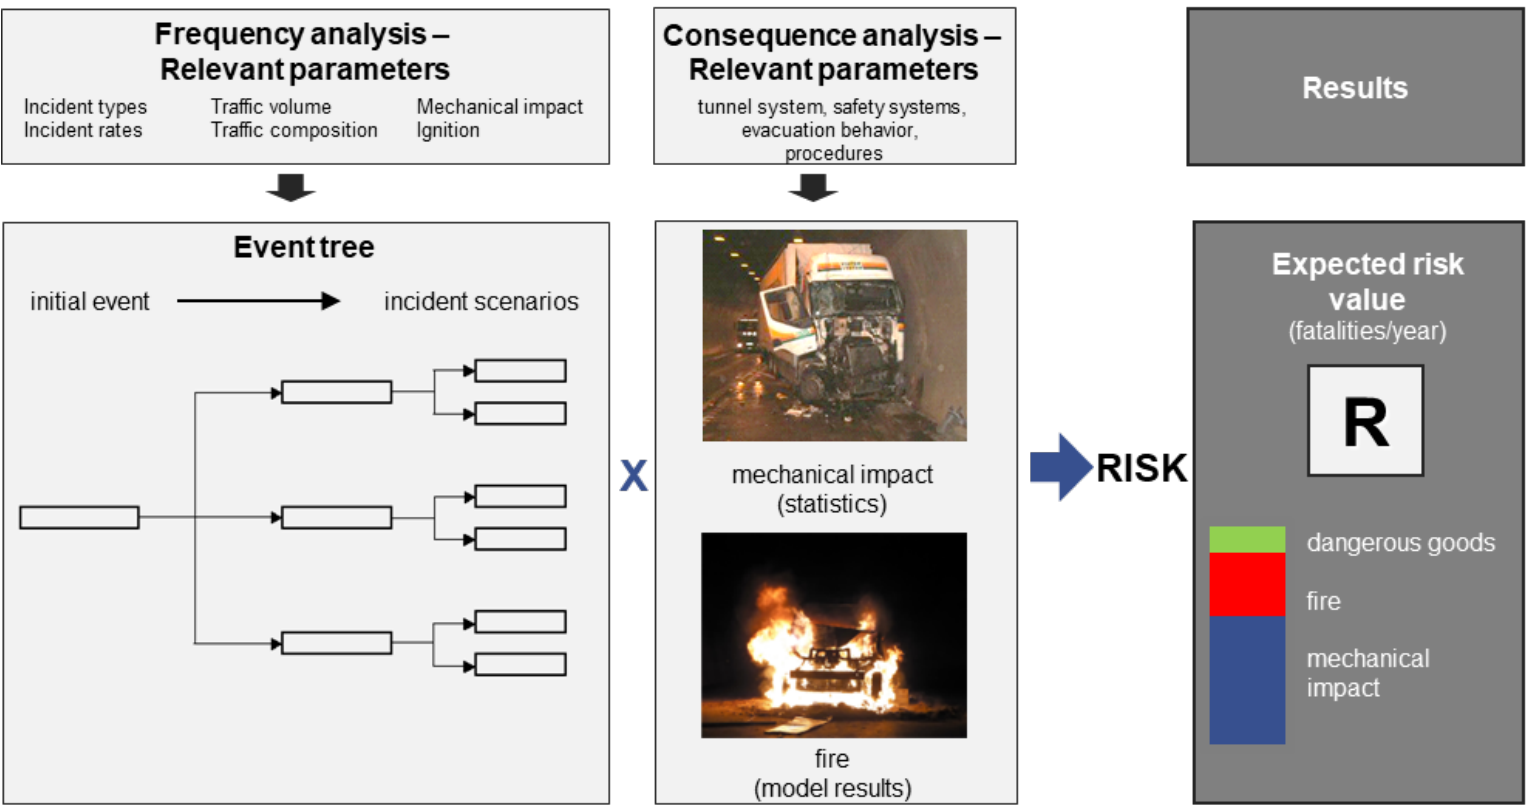 Frequency analysis –
Relevant parameters
Incident types
Incident rates
Traffic volume
Traffic composition
Mechanical impact
Ignition
Consequence analysis –
Relevant parameters
tunnel system, safety systems,
evacuation behavior,
procedures
Results
Event tree
initial event
incident scenarios
X
mechanical impact
(statistics)
fire
(model results)
RISK
Expected risk
value
(fatalities/year)
R
dangerous goods
fire
mechanical
impact